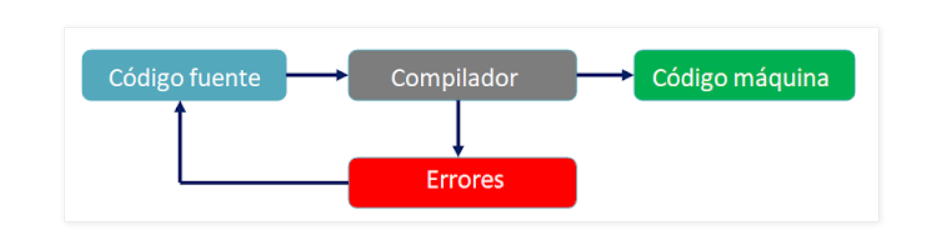 Código fuente
Compilador
Código máquina
Errores